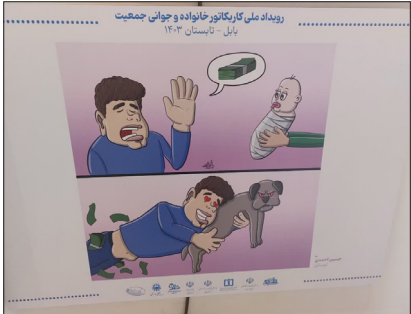 رویداد ملی کاریکاتور خانواده و جوانی جمعیت
بابل - تابستان ۱۴۰۳